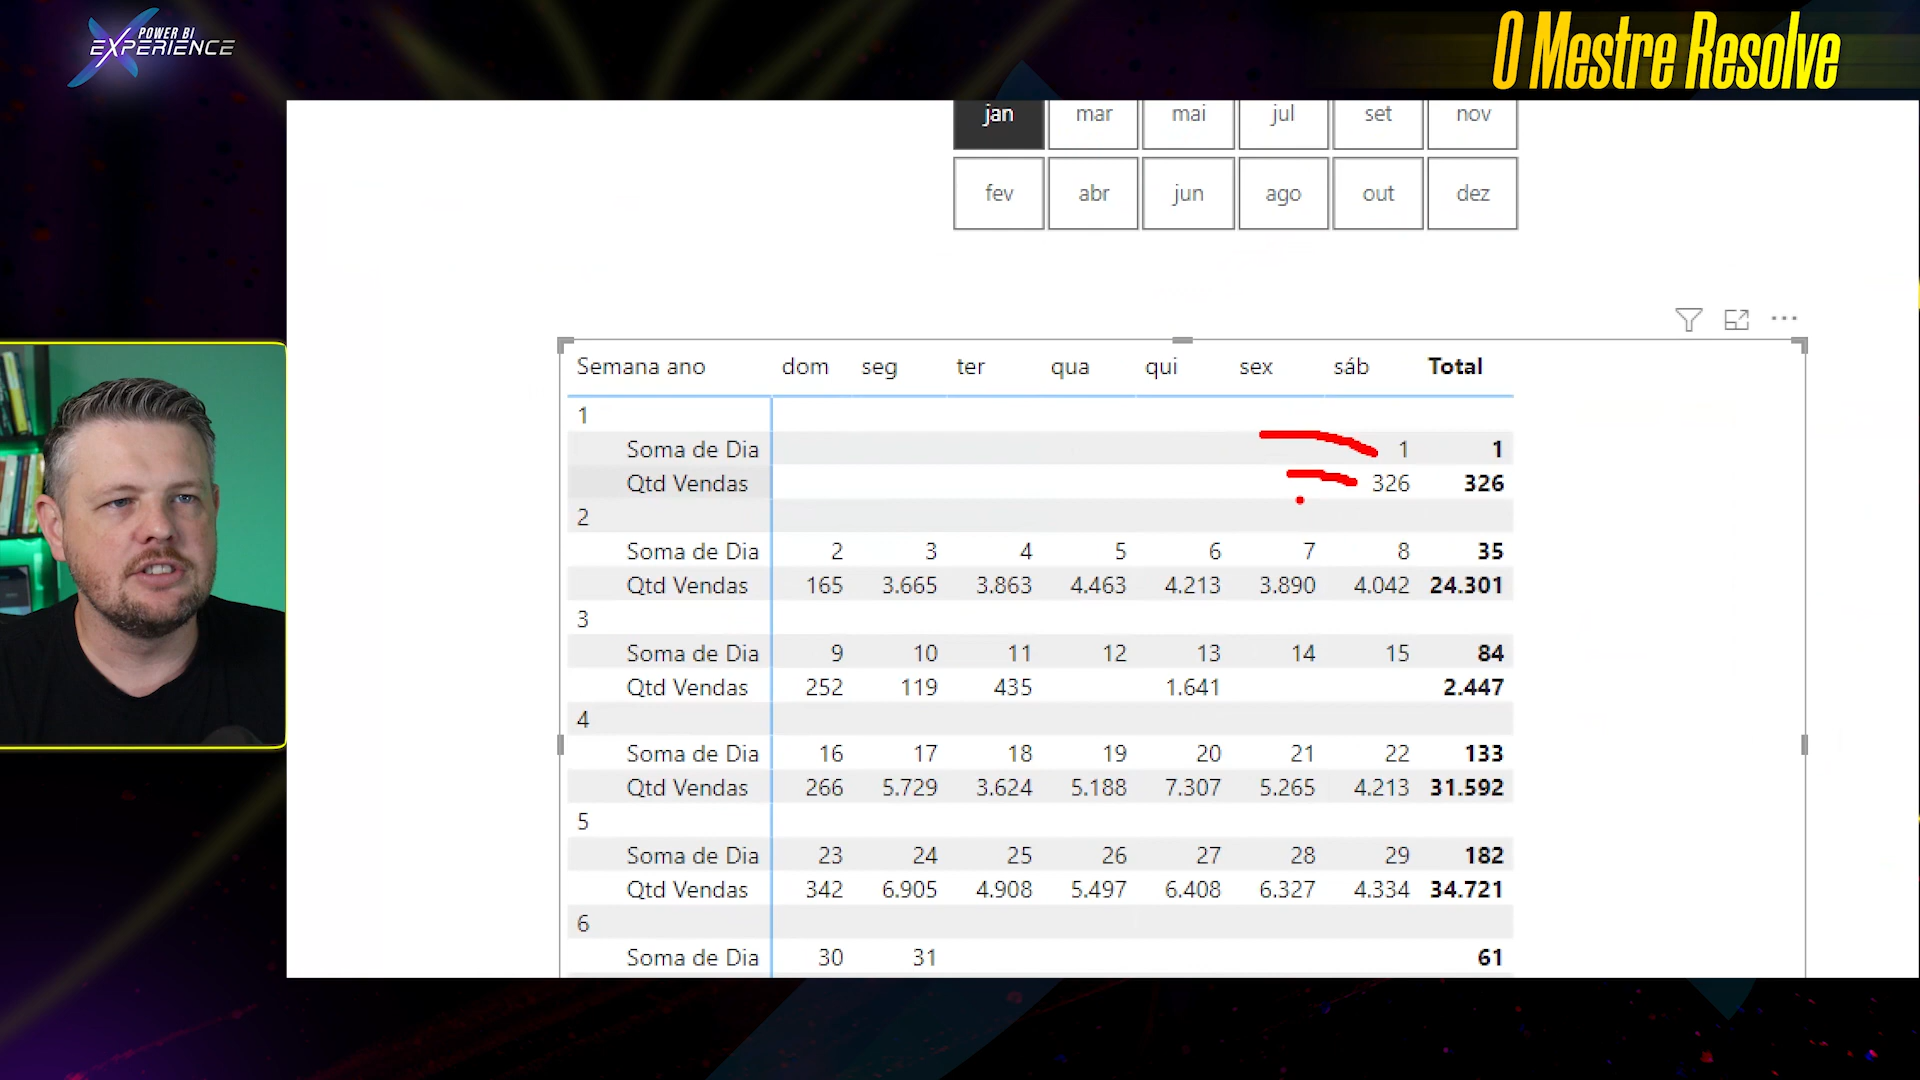 POWER BI
EXPERIENCE
O Mestre Resolve
jan mar mai jul set nov
fev abr jun ago out dez
Semana ano dom seg ter qua qui sex sáb Total
1
Soma de Dia 1 1
Qtd Vendas 326 326
2
Soma de Dia 2 3 4 5 6 7 8 35
Qtd Vendas 165 3.665 3.863 4.463 4.213 3.890 4.042 24.301
3
Soma de Dia 9 10 11 12 13 14 15 84
Qtd Vendas 252 119 435 1.641 2.447
4
Soma de Dia 16 17 18 19 20 21 22 133
Qtd Vendas 266 5.729 3.624 5.188 7.307 5.265 4.213 31.592
5
Soma de Dia 23 24 25 26 27 28 29 182
Qtd Vendas 342 6.905 4.908 5.497 6.408 6.327 4.334 34.721
6
Soma de Dia 30 31 61